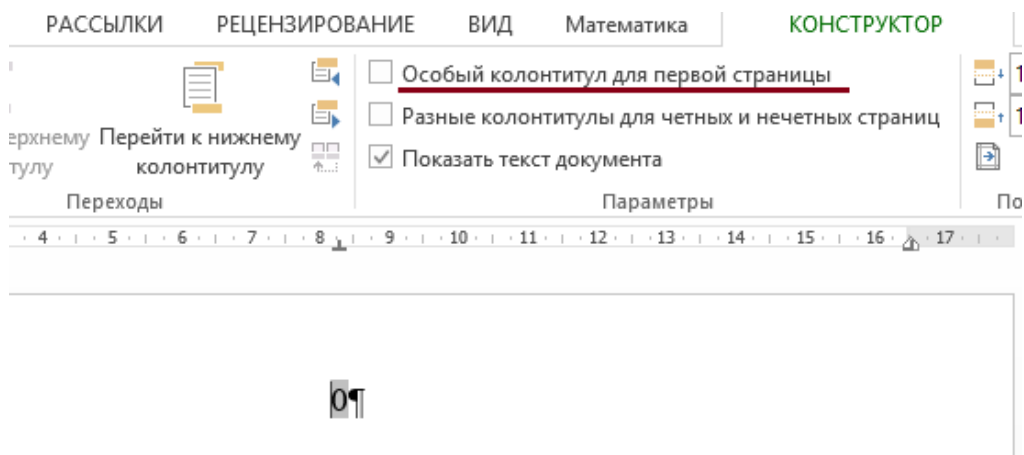 РАССЫЛКИ РЕЦЕНЗИРОВАНИЕ ВИД Математика КОНСТРУКТОР
Особый колонтитул для первой страницы
Разные колонтитулы для четных и нечетных страниц
ерхнему Перейти к нижнему
тулу колонтитулу
Показать текст документа
Переходы Параметры По
4 5 6 7 8 9 10 11 12 13 14 15 16 17
0¶